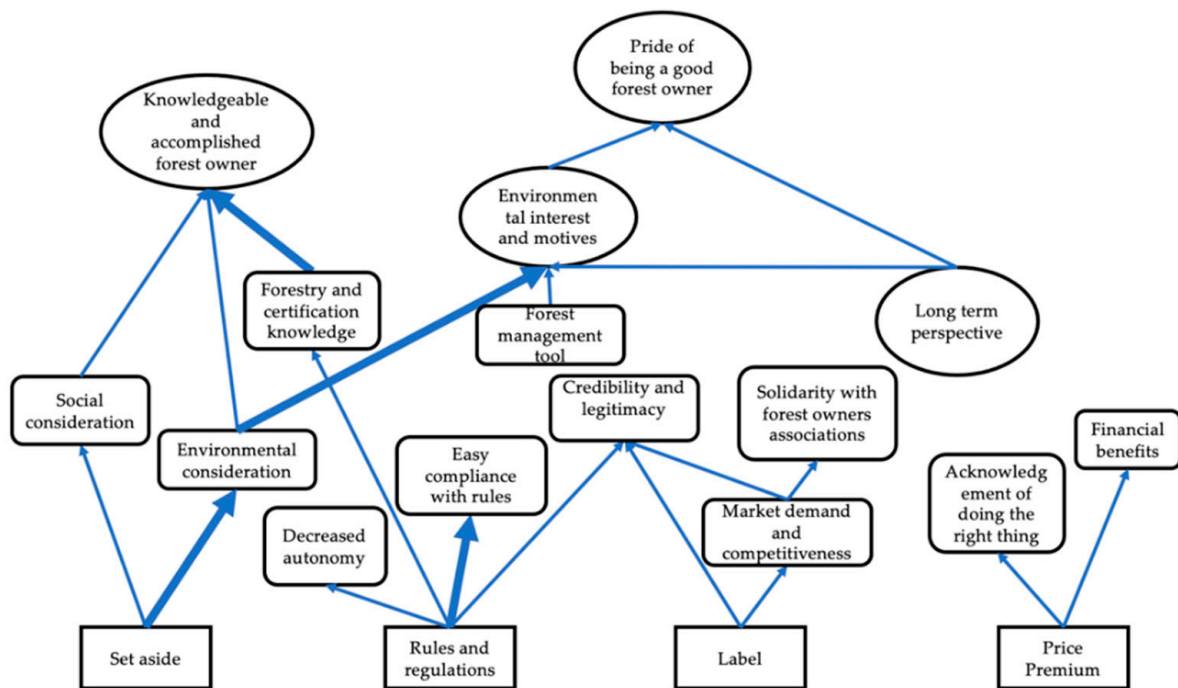 Pride of
being a good
forest owner
Knowledgeable
and
accomplished
forest owner
Environmen
tal interest
and motives
Forestry and
certification
knowledge
Forest
management
tool
Long term
perspective
Social
consideration
Credibility and
legitimacy
Solidarity with
forest owners
associations
Environmental
consideration
Easy
compliance
with rules
Financial
benefits
Acknowledg
ement of
doing the
right thing
Decreased
autonomy
Market demand
and
competitiveness
Set aside
Rules and
regulations
Label
Price
Premium